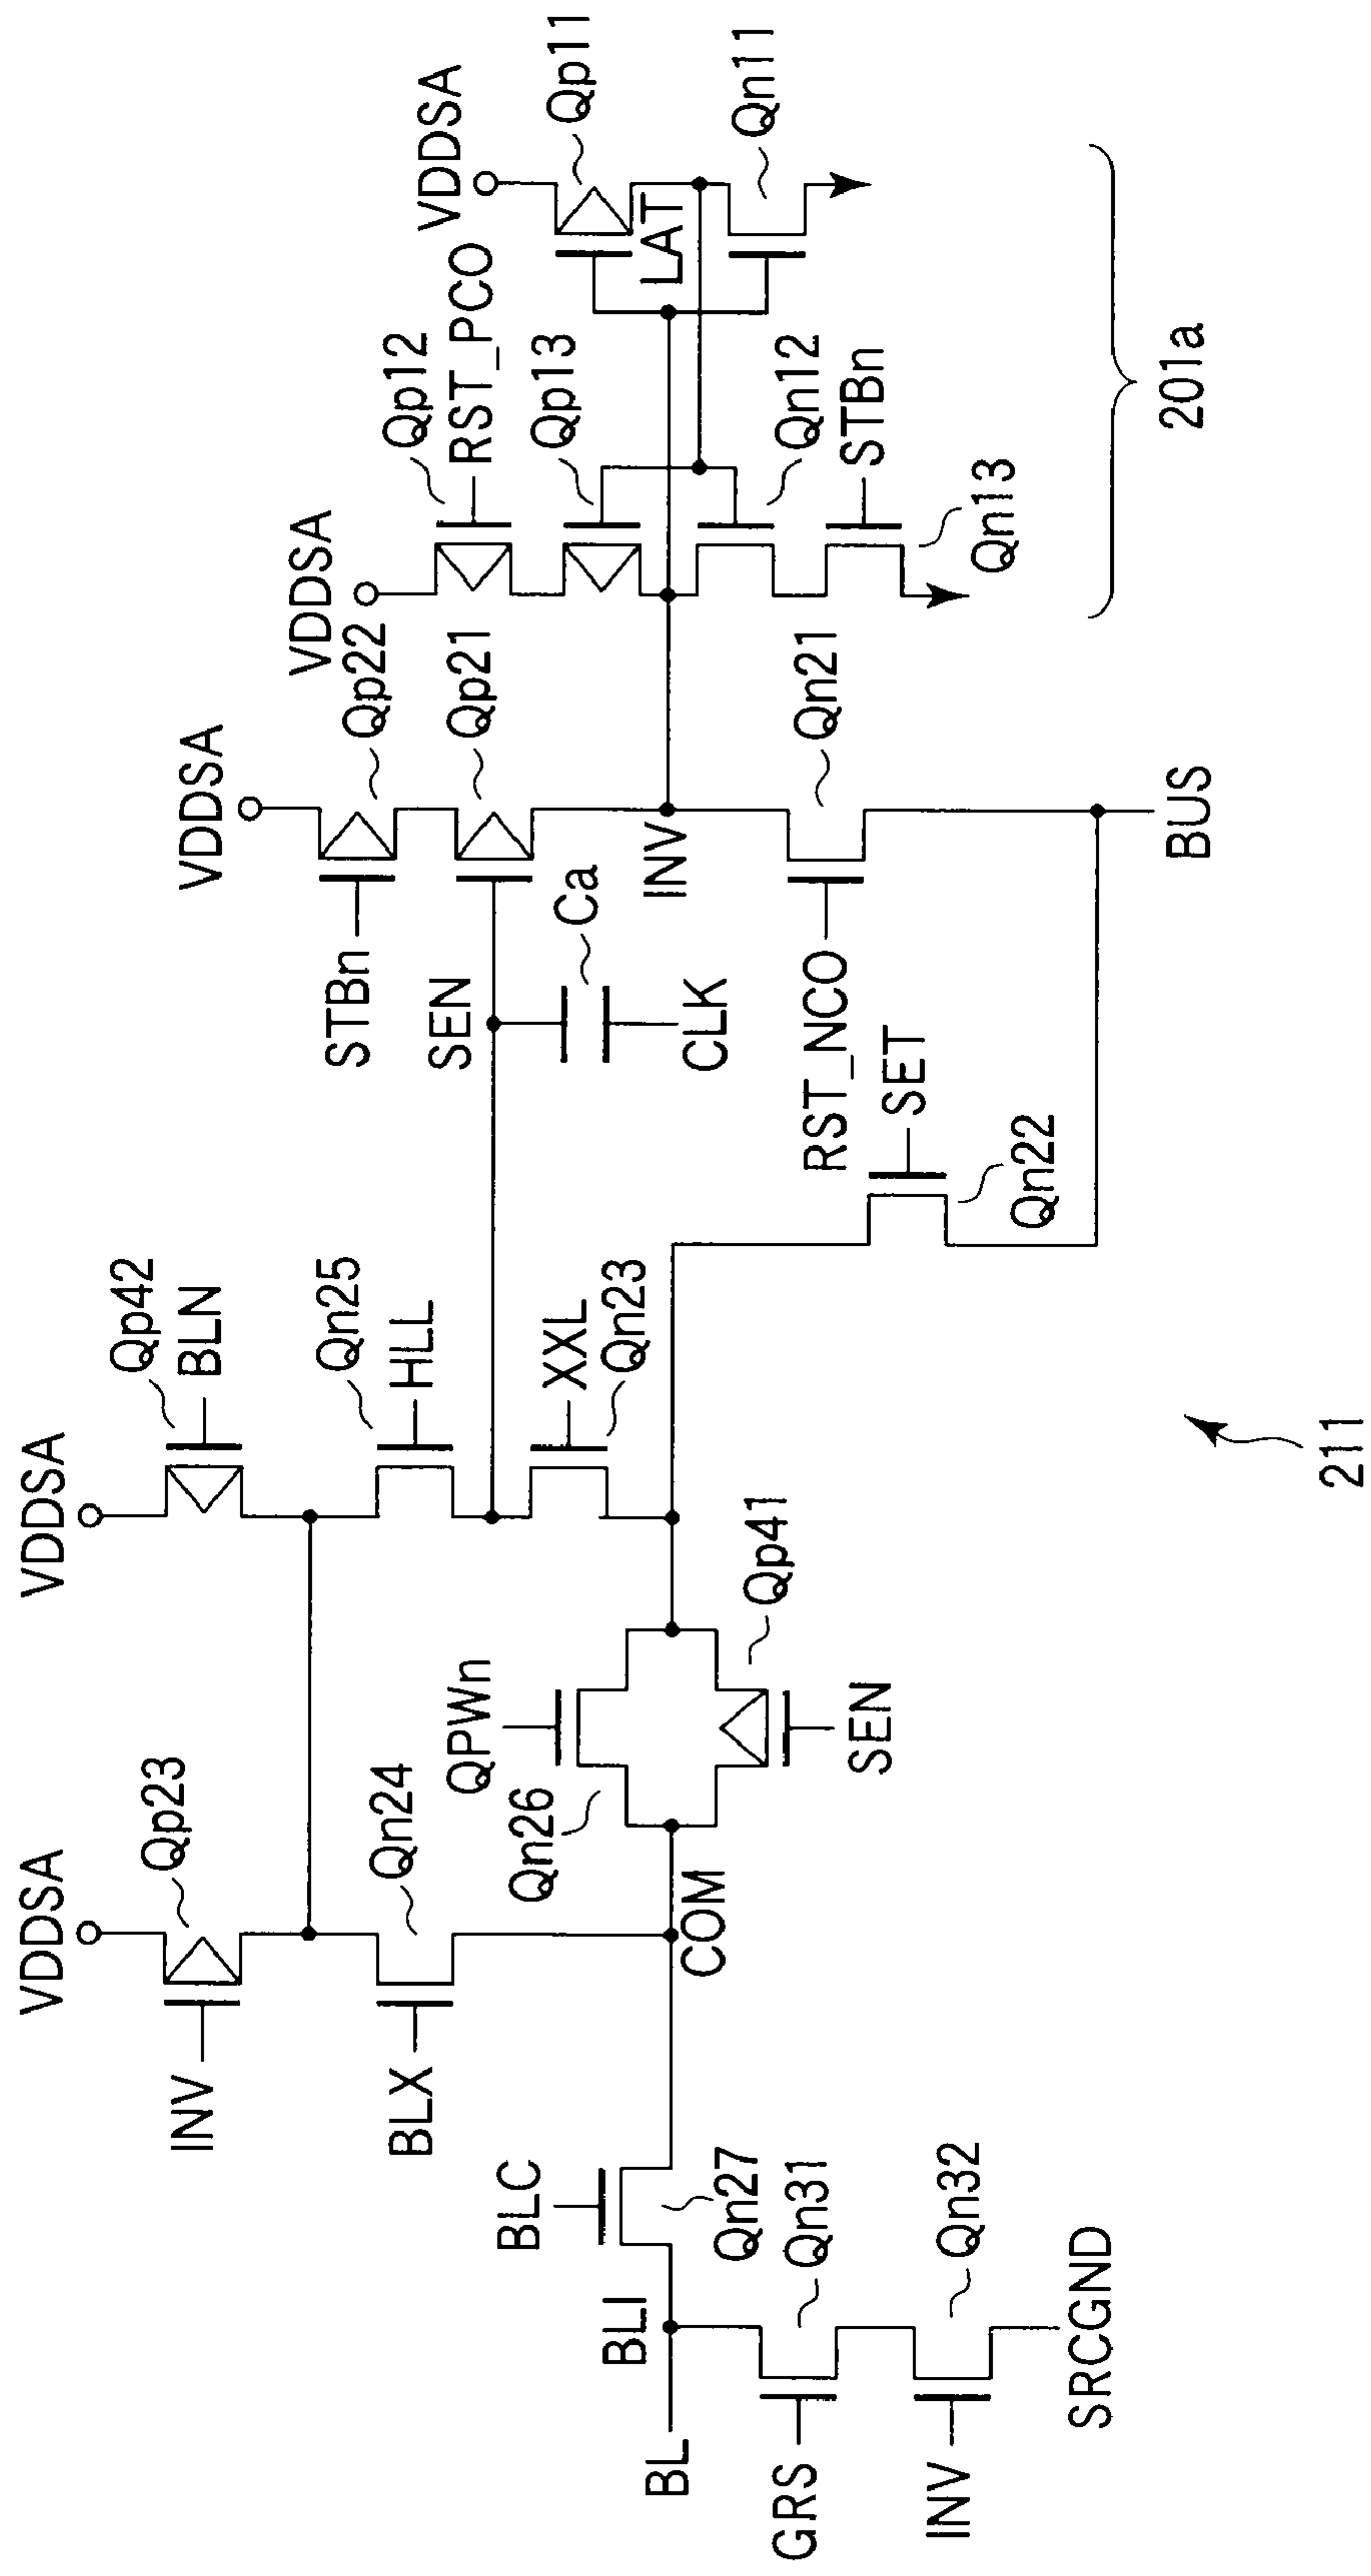 VDDSA
VDDSA
VDDSA
VDDSA
VDDSA
Qp23
INV
Qn24
BLX
Qp42
BLN
Qn25
HLL
XXL
Qn23
Qp22
STBn
Qp21
SEN
Ca
CLK
INV
Qp12
RST_PCO
Qp13
Qp11
LAT
Qn11
Qn12
STBn
Qn13
201a
Qn21
RST_NCO
BUS
SET
Qn22
QPWn
Qn26
Qp41
SEN
COM
BLC
Qn27
BLI
BL
Qn31
GRS
Qn32
INV
SRCGND
211